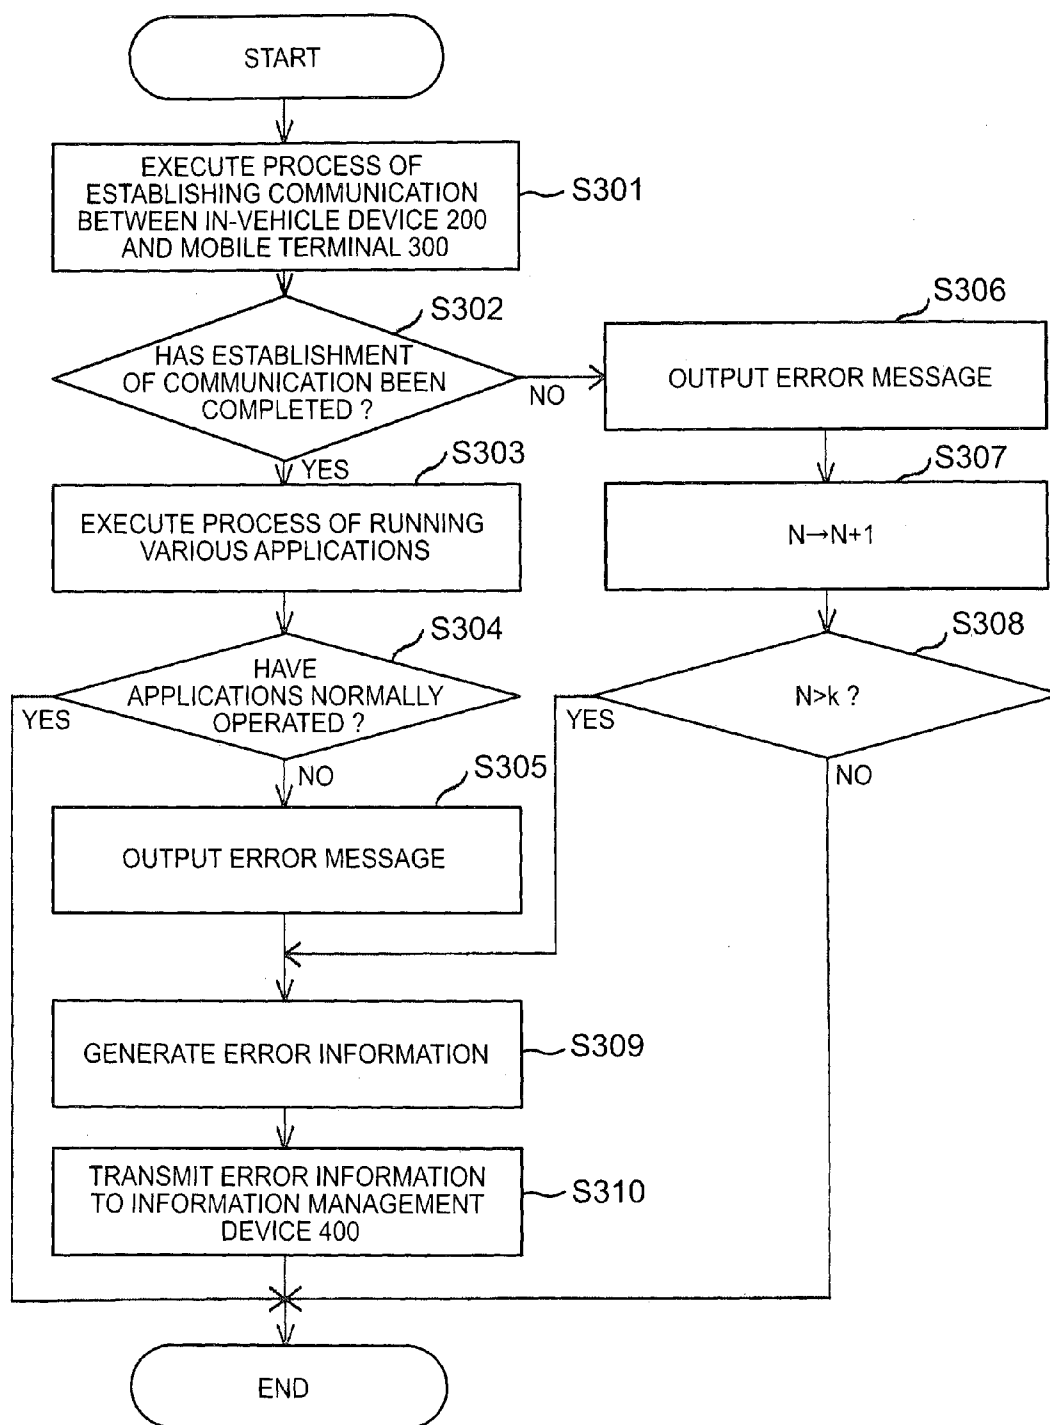 START
EXECUTE PROCESS OF
ESTABLISHING COMMUNICATION
BETWEEN IN-VEHICLE DEVICE 200
AND MOBILE TERMINAL 300
S301
S302
HAS ESTABLISHMENT
OF COMMUNICATION BEEN
COMPLETED ?
NO
YES
S306
OUTPUT ERROR MESSAGE
S303
EXECUTE PROCESS OF RUNNING
VARIOUS APPLICATIONS
S307
N→N+1
S304
HAVE
APPLICATIONS NORMALLY
OPERATED ?
YES
NO
S308
N>k ?
YES
NO
S305
OUTPUT ERROR MESSAGE
GENERATE ERROR INFORMATION
S309
TRANSMIT ERROR INFORMATION
TO INFORMATION MANAGEMENT
DEVICE 400
S310
END